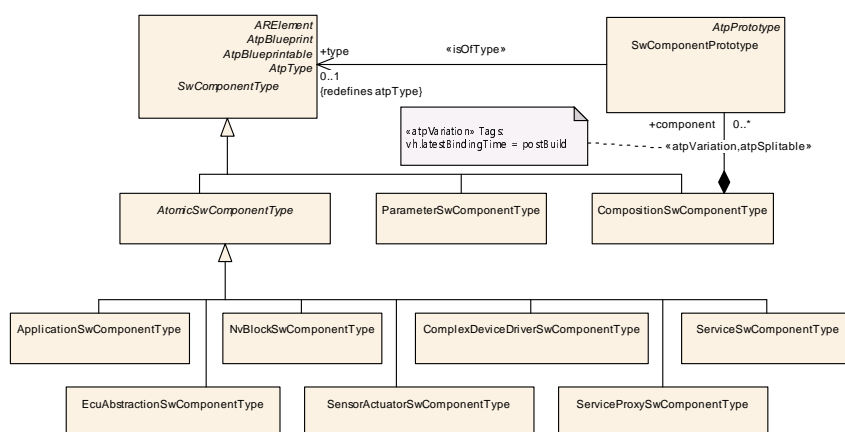 ARElement
AtpBlueprint
AtpBlueprintable
AtpType
SwComponentType
+type
0..1
{redefines atpType}
«isOfType»
AtpPrototype
SwComponentPrototype
«atpVariation» Tags:
vh.latestBindingTime = postBuild
+component
0..*
«atpVariation,atpSplitable»
AtomicSwComponentType
ParameterSwComponentType
CompositionSwComponentType
ApplicationSwComponentType
NvBlockSwComponentType
ComplexDeviceDriverSwComponentType
ServiceSwComponentType
EcuAbstractionSwComponentType
SensorActuatorSwComponentType
ServiceProxySwComponentType